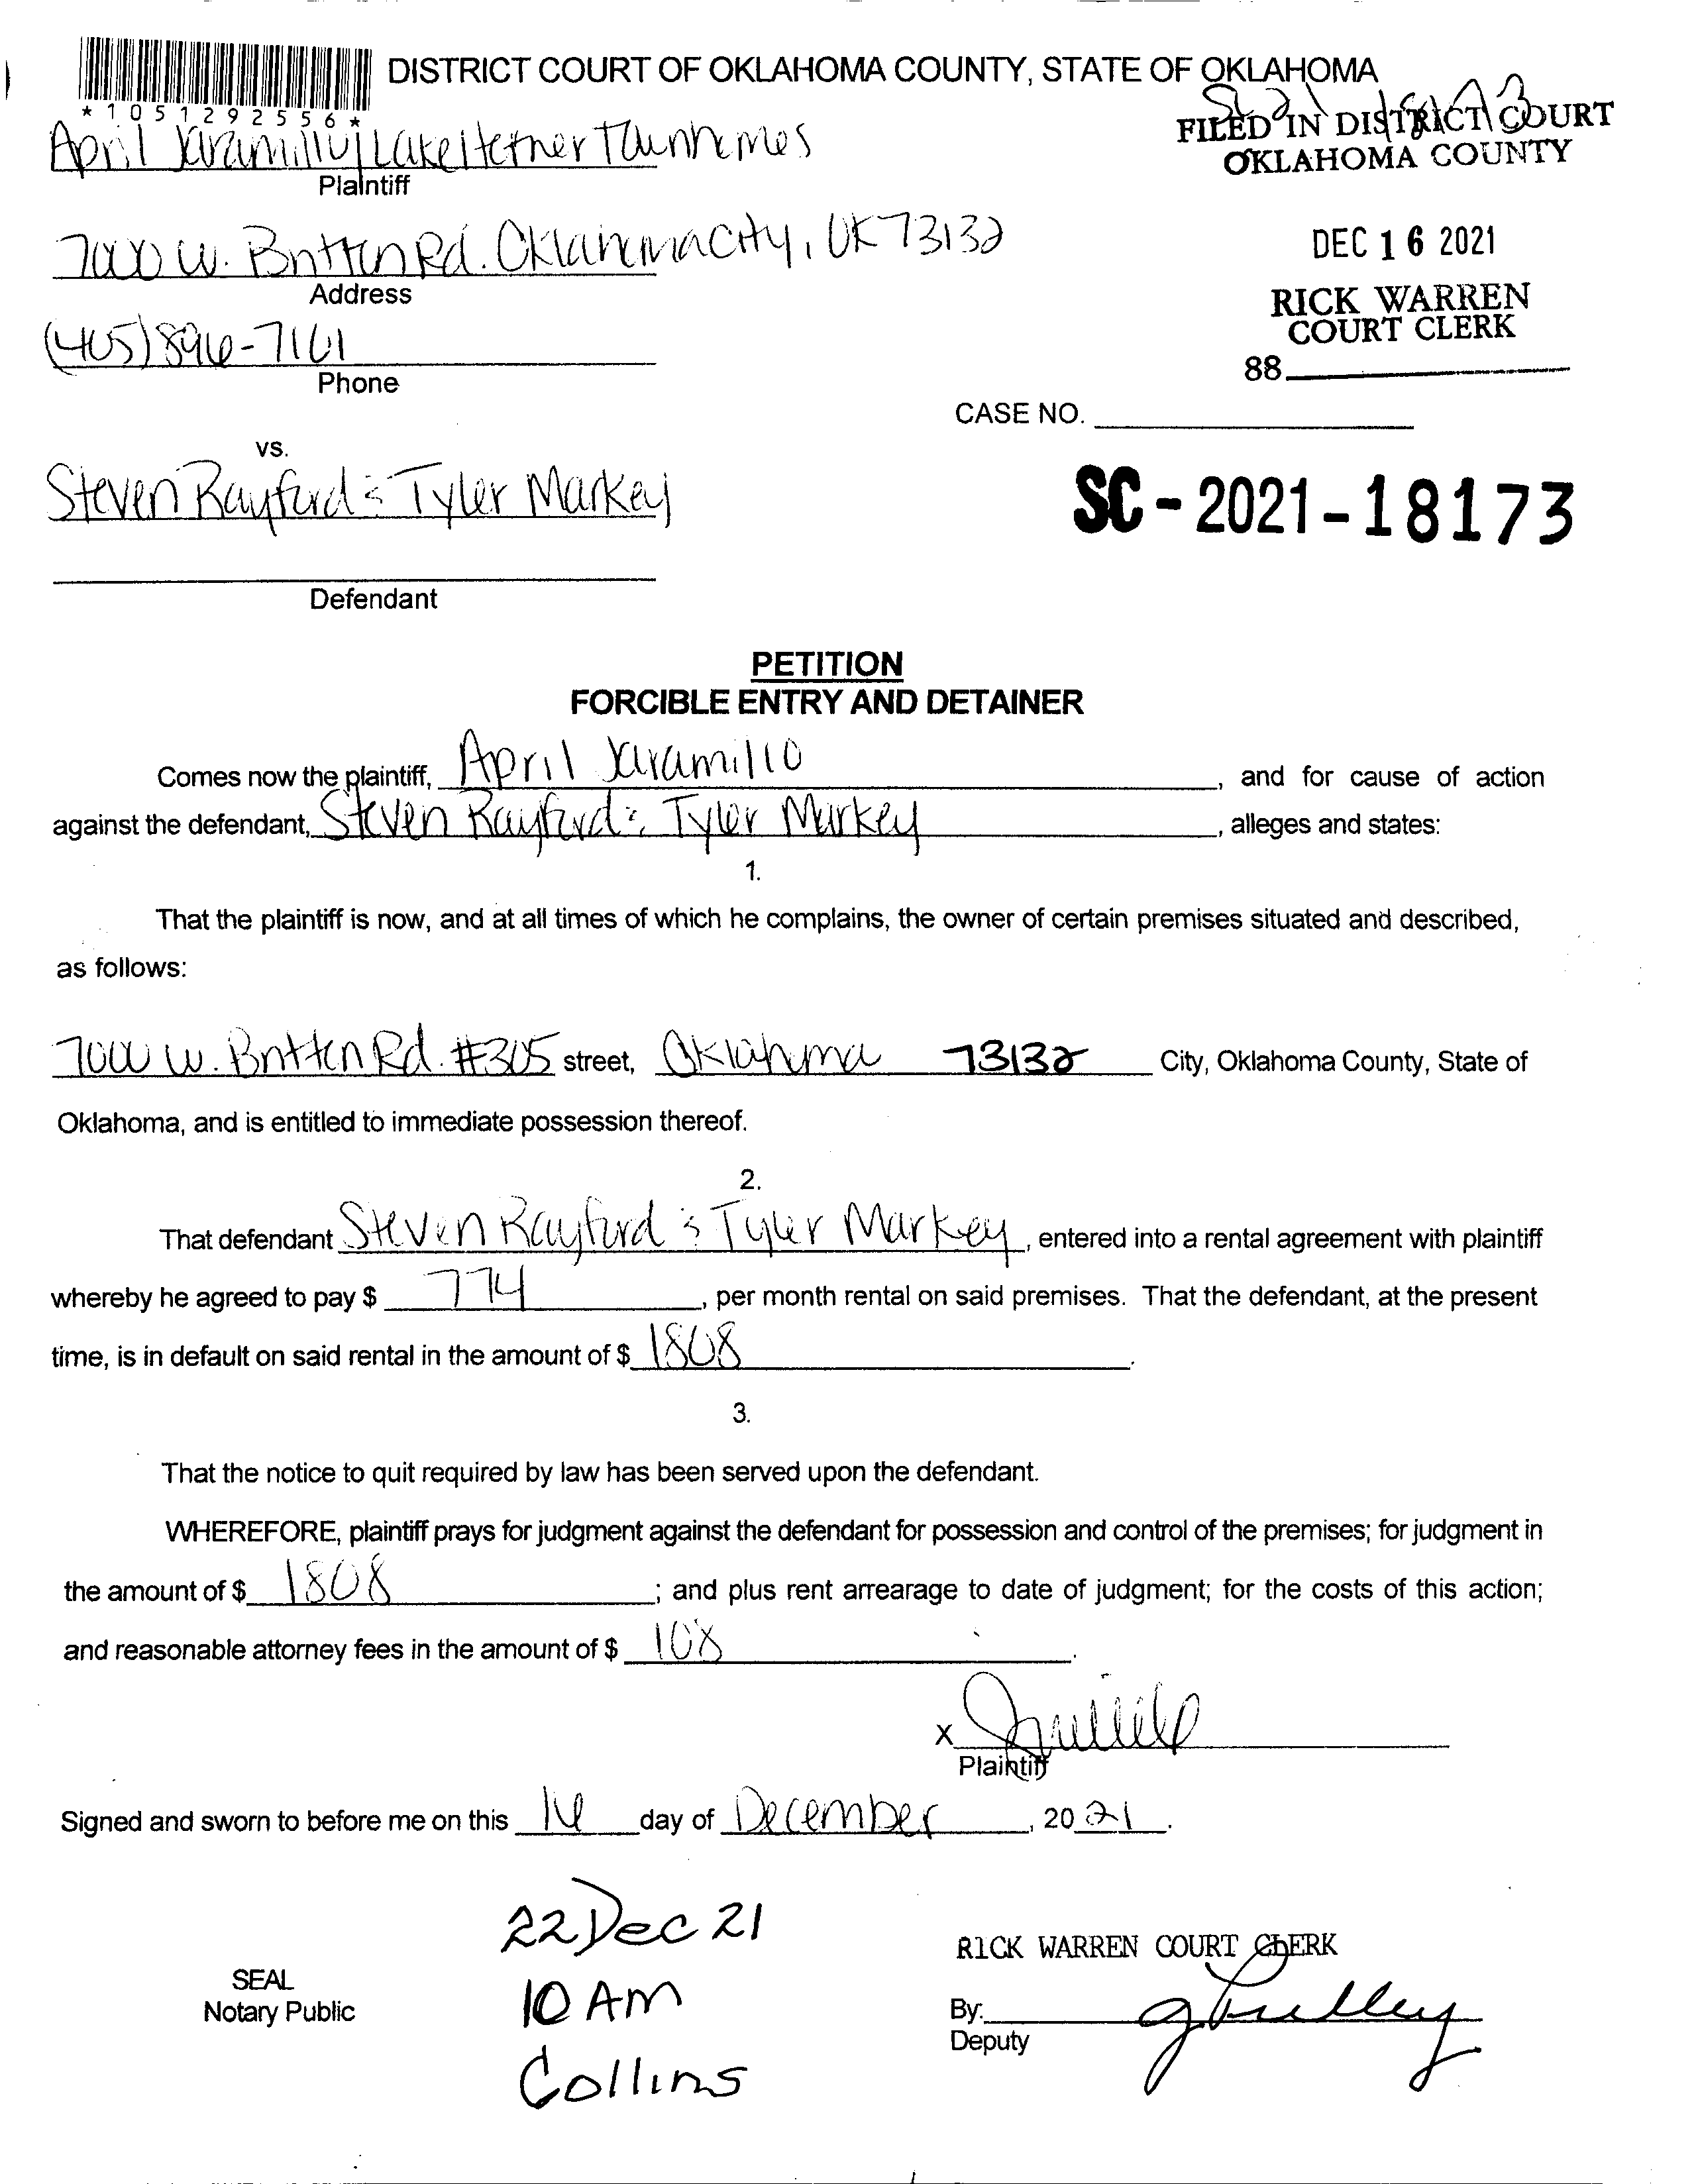 DISTRICT COURT OF OKLAHOMA COUNTY, STATE OF OKLAHOMA
*1051292556*
FILED IN DISTRICT COURT
OKLAHOMA COUNTY
April Jaramillo/Lake Hefner Townhomes
Plaintiff
7000 W. Britton Rd. Oklahoma City, OK 73132
Address
DEC 16 2021
RICK WARREN
COURT CLERK
(405) 896-7161
Phone
88
CASE NO.
vs.
Steven Rayford & Tyler Markey
SC-2021-18173
Defendant
PETITION
FORCIBLE ENTRY AND DETAINER
Comes now the plaintiff, April Jaramillo, and for cause of action
against the defendant, Steven Rayford & Tyler Markey, alleges and states:
1.
That the plaintiff is now, and at all times of which he complains, the owner of certain premises situated and described,
as follows:
7000 W. Britton Rd. #305 street, Oklahoma 73132 City, Oklahoma County, State of
Oklahoma, and is entitled to immediate possession thereof.
2.
That defendant Steven Rayford & Tyler Markey, entered into a rental agreement with plaintiff
whereby he agreed to pay $ 774, per month rental on said premises. That the defendant, at the present
time, is in default on said rental in the amount of $ 1808.
3.
That the notice to quit required by law has been served upon the defendant.
WHEREFORE, plaintiff prays for judgment against the defendant for possession and control of the premises; for judgment in
the amount of $ 1808; and plus rent arrearage to date of judgment; for the costs of this action;
and reasonable attorney fees in the amount of $ 108.
X
Plaintiff
Signed and sworn to before me on this 16 day of December, 2021.
22 Dec 21
10 AM
Collins
SEAL
Notary Public
RICK WARREN COURT CLERK
By:
Deputy